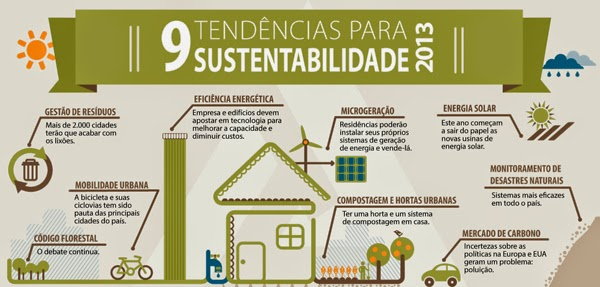 9 TENDÊNCIAS PARA
SUSTENTABILIDADE 2013
GESTÃO DE RESÍDUOS
Mais de 2.000 cidades
terão que acabar com
os lixões.
EFICIÊNCIA ENERGÉTICA
Empresa e edifícios devem
apostar em tecnologia para
melhorar a capacidade e
diminuir custos.
MICROGERAÇÃO
Residências poderão
instalar seus próprios
sistemas de geração
de energia e vende-lá.
ENERGIA SOLAR
Este ano começam
a sair do papel as
novas usinas de
energia solar.
MOBILIDADE URBANA
A bicicleta e suas
ciclovias tem sido
pauta das principais
cidades do país.
COMPOSTAGEM E HORTAS URBANAS
Ter uma horta e um sistema
de compostagem em casa.
MONITORAMENTO DE
DESASTRES NATURAIS
Sistemas mais eficazes
em todo o país.
CÓDIGO FLORESTAL
O debate continua.
MERCADO DE CARBONO
Incertezas sobre as
políticas na Europa e EUA
geram um problema:
poluição.